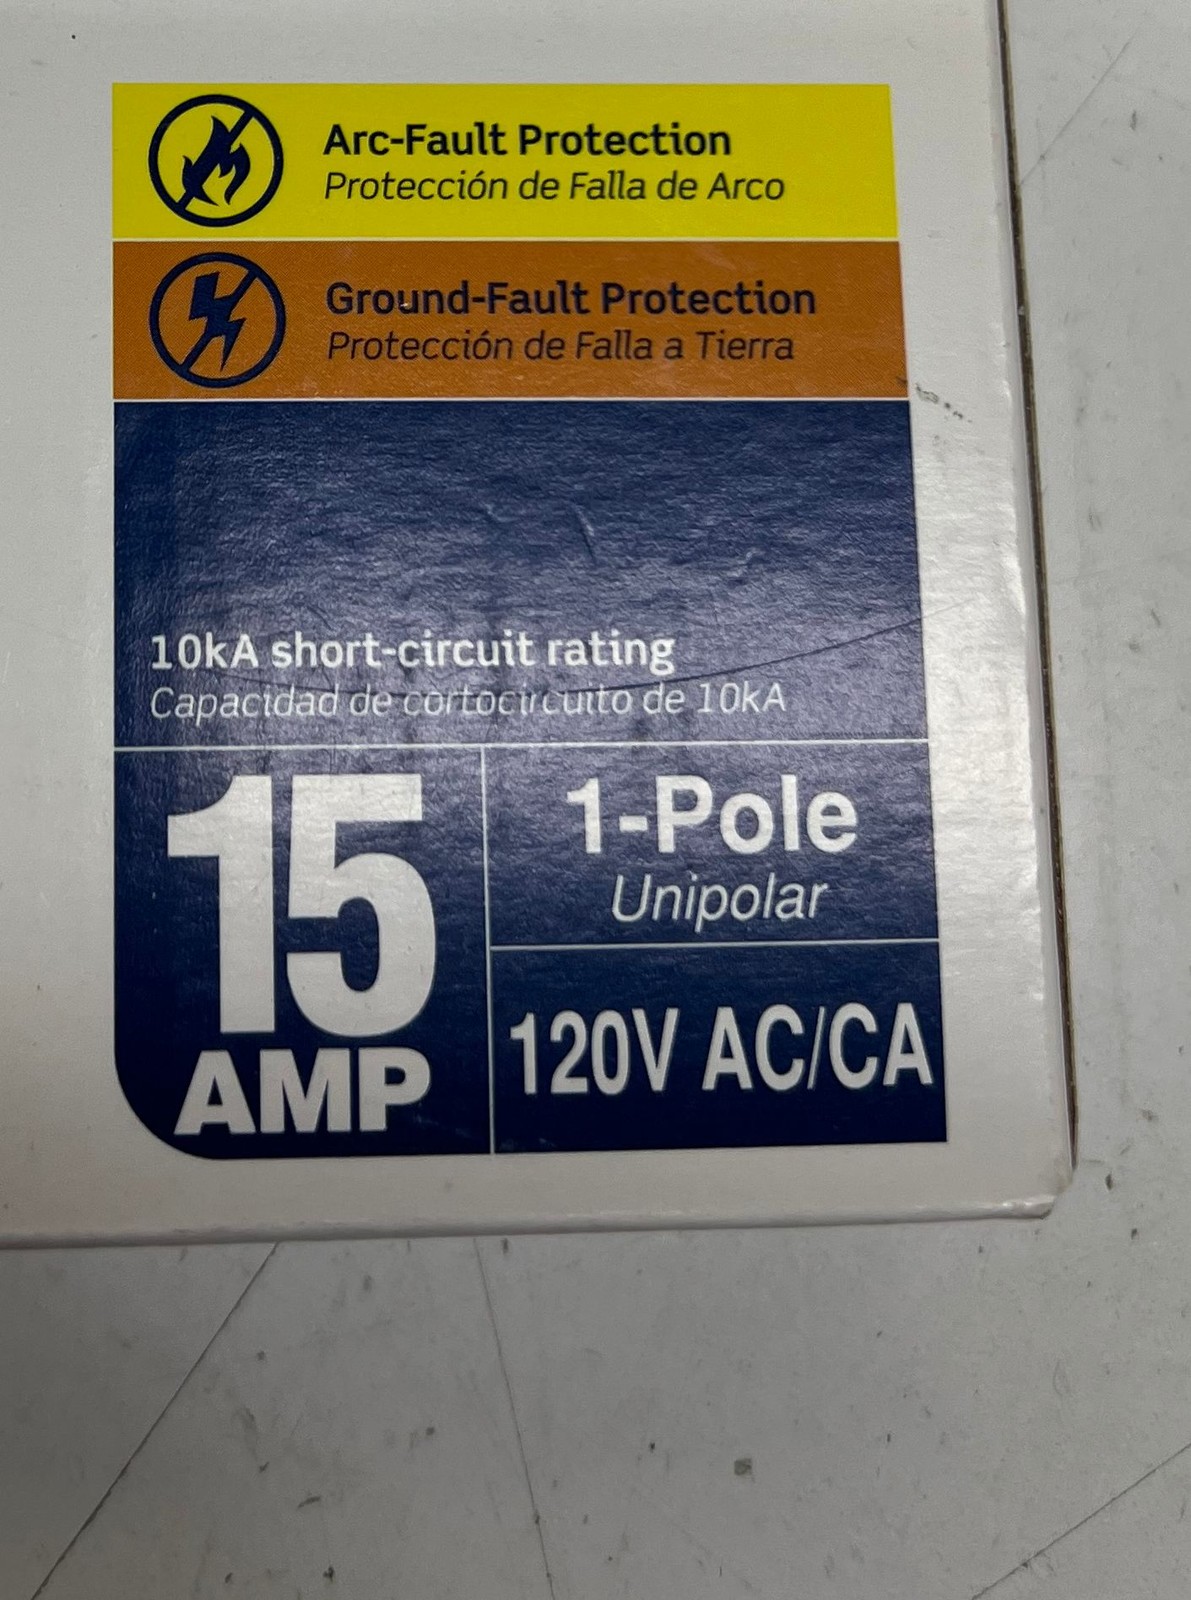 Arc-Fault Protection
Protección de Falla de Arco
Ground-Fault Protection
Protección de Falla a Tierra
10kA short-circuit rating
Capacidad de cortocircuito de 10kA
15
AMP
1-Pole
Unipolar
120V AC/CA